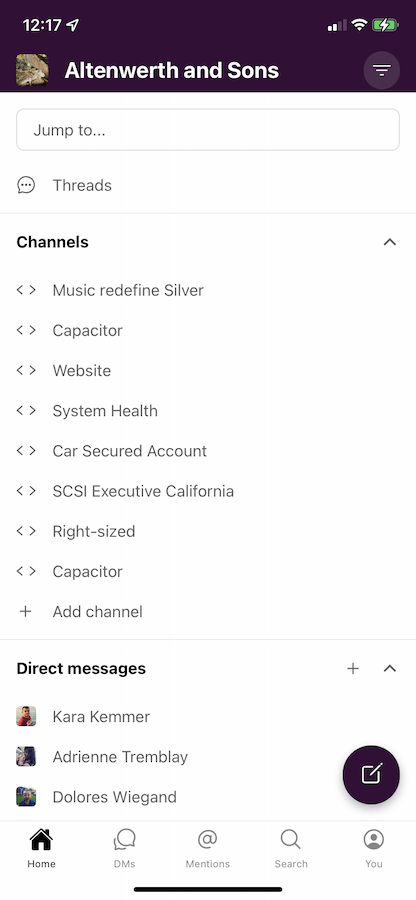 12:17
Altenwerth and Sons
Jump to...
Threads
Channels
Music redefine Silver
Capacitor
Website
System Health
Car Secured Account
SCSI Executive California
Right-sized
Capacitor
Add channel
Direct messages
Kara Kemmer
Adrienne Tremblay
Dolores Wiegand
Home DMs Mentions Search You